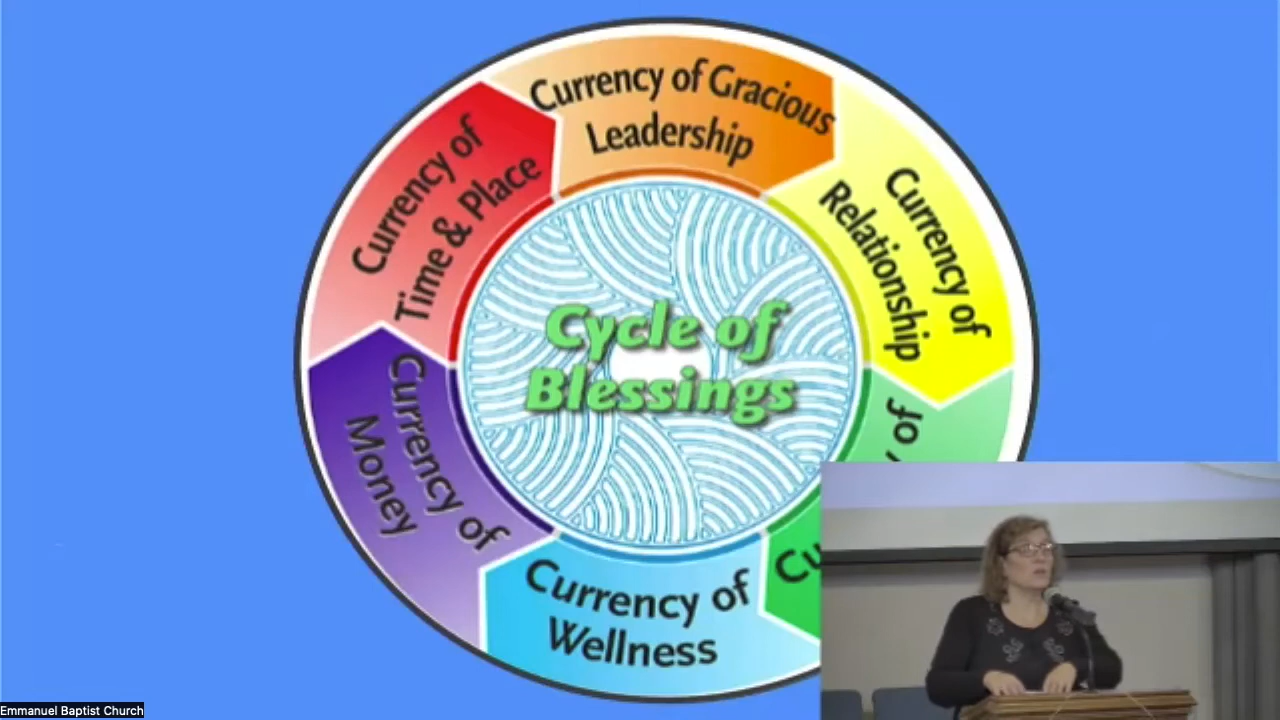 Currency of Gracious
Leadership
Currency of
Relationship
of
Currency of
Wellness
Currency of
Money
Currency of
Time & Place
Cycle of
Blessings
Emmanuel Baptist Church